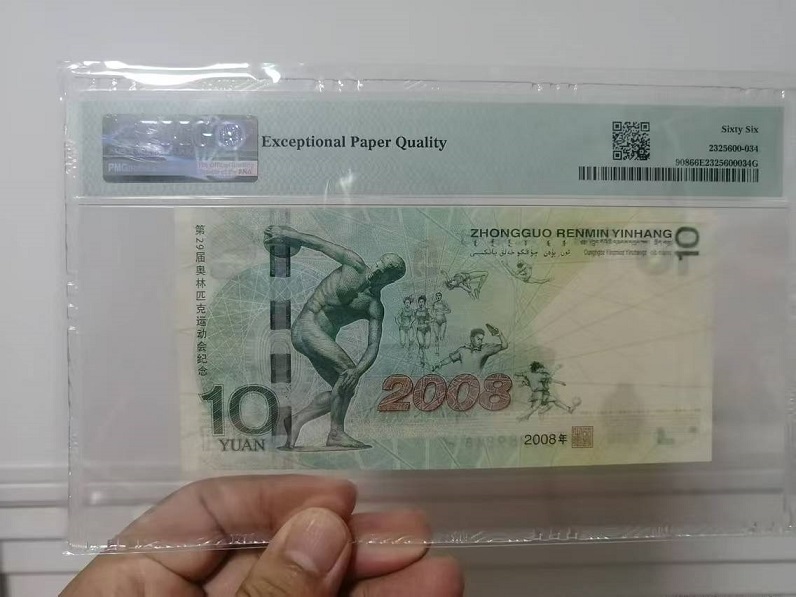 Exceptional Paper Quality
Sixty Six
2325600-034
90866E2325600034G
PMG
ZHONGGUO RENMIN YINHANG
10
第29届奥林匹克运动会纪念
2008
10
YUAN
2008年